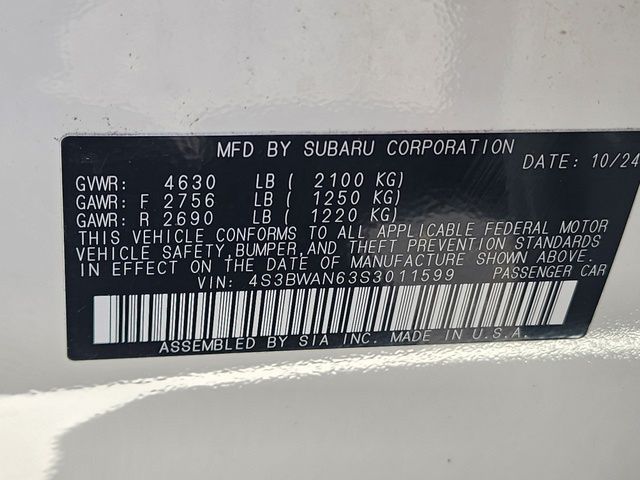 MFD BY SUBARU CORPORATION
DATE: 10/24
GVWR: 4630 LB ( 2100 KG)
GAWR: F 2756 LB ( 1250 KG)
GAWR: R 2690 LB ( 1220 KG)
THIS VEHICLE CONFORMS TO ALL APPLICABLE FEDERAL MOTOR
VEHICLE SAFETY, BUMPER AND THEFT PREVENTION STANDARDS
IN EFFECT ON THE DATE OF MANUFACTURE SHOWN ABOVE.
VIN: 4S3BWAN63S3011599 PASSENGER CAR
ASSEMBLED BY SIA INC. MADE IN U.S.A.